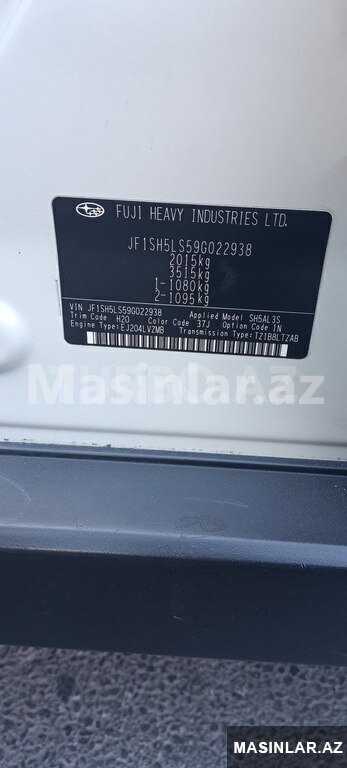 FUJI HEAVY INDUSTRIES LTD.
JF1SH5LS59G022938
2015kg
3515kg
1-1080kg
2-1095kg
VIN JF1SH5LS59G022938 Applied Model SH5AL3S
Trim Code H20 Color Code 37J Option Code IN
Engine Type:EJ204LVZMB Transmission Type:TZ1B8LTZAB
Masinlar.az
MASINLAR.AZ